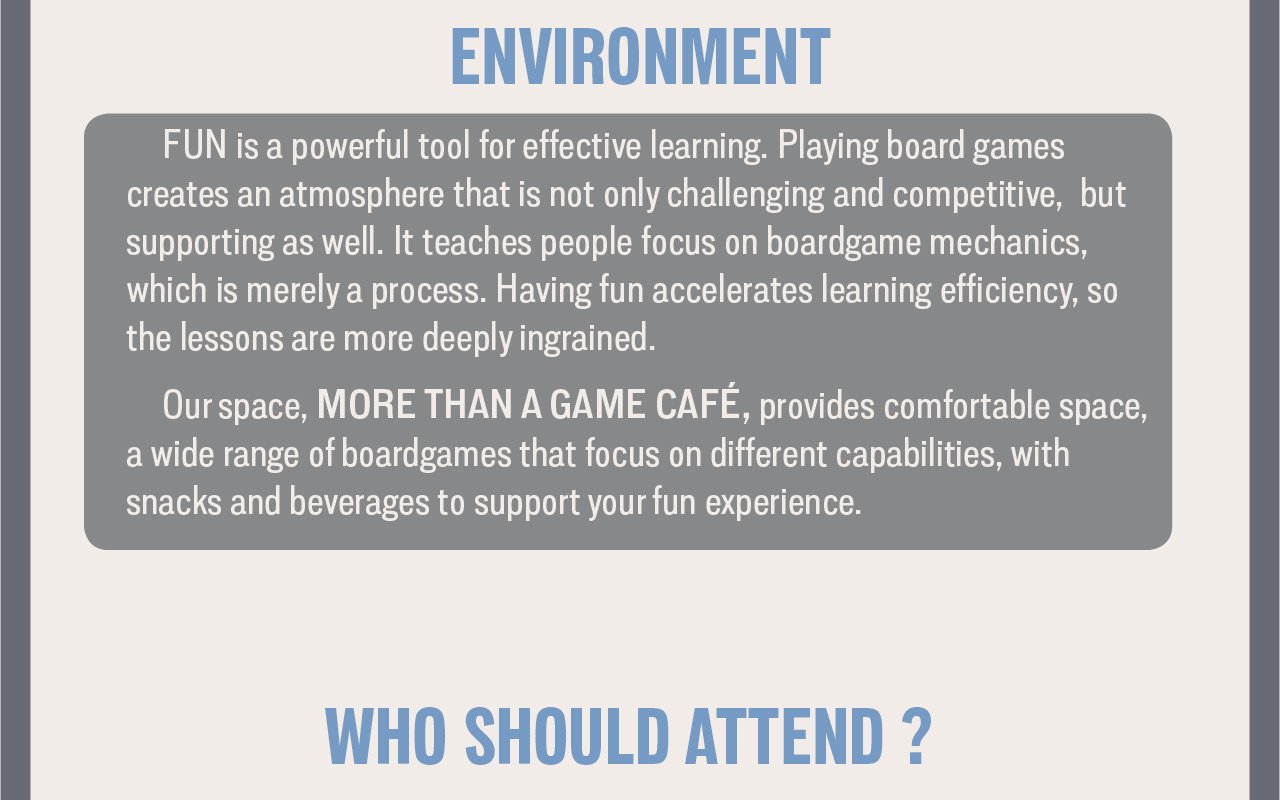 ENVIRONMENT
FUN is a powerful tool for effective learning. Playing board games
creates an atmosphere that is not only challenging and competitive,  but
supporting as well. It teaches people focus on boardgame mechanics,
which is merely a process. Having fun accelerates learning efficiency, so
the lessons are more deeply ingrained.
Our space, MORE THAN A GAME CAFÉ, provides comfortable space,
a wide range of boardgames that focus on different capabilities, with
snacks and beverages to support your fun experience.
WHO SHOULD ATTEND ?